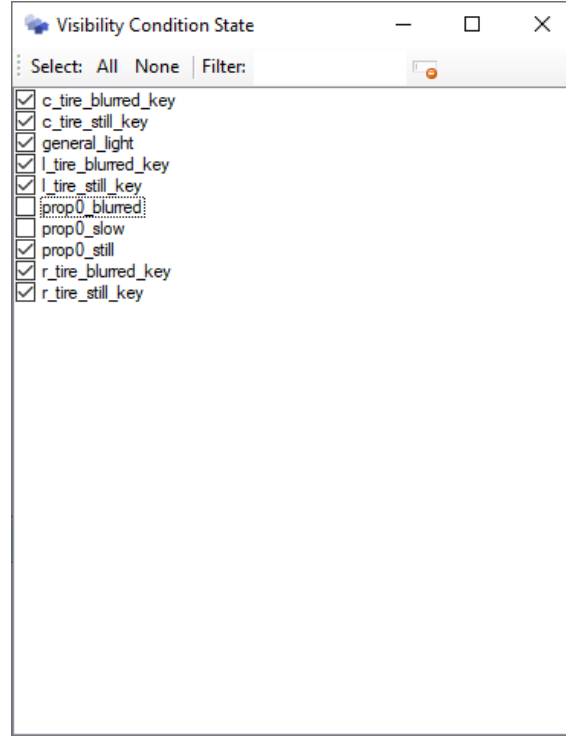 Visibility Condition State
Select: All None Filter:
c_tire_blurred_key
c_tire_still_key
general_light
l_tire_blurred_key
l_tire_still_key
prop0_blurred
prop0_slow
prop0_still
r_tire_blurred_key
r_tire_still_key